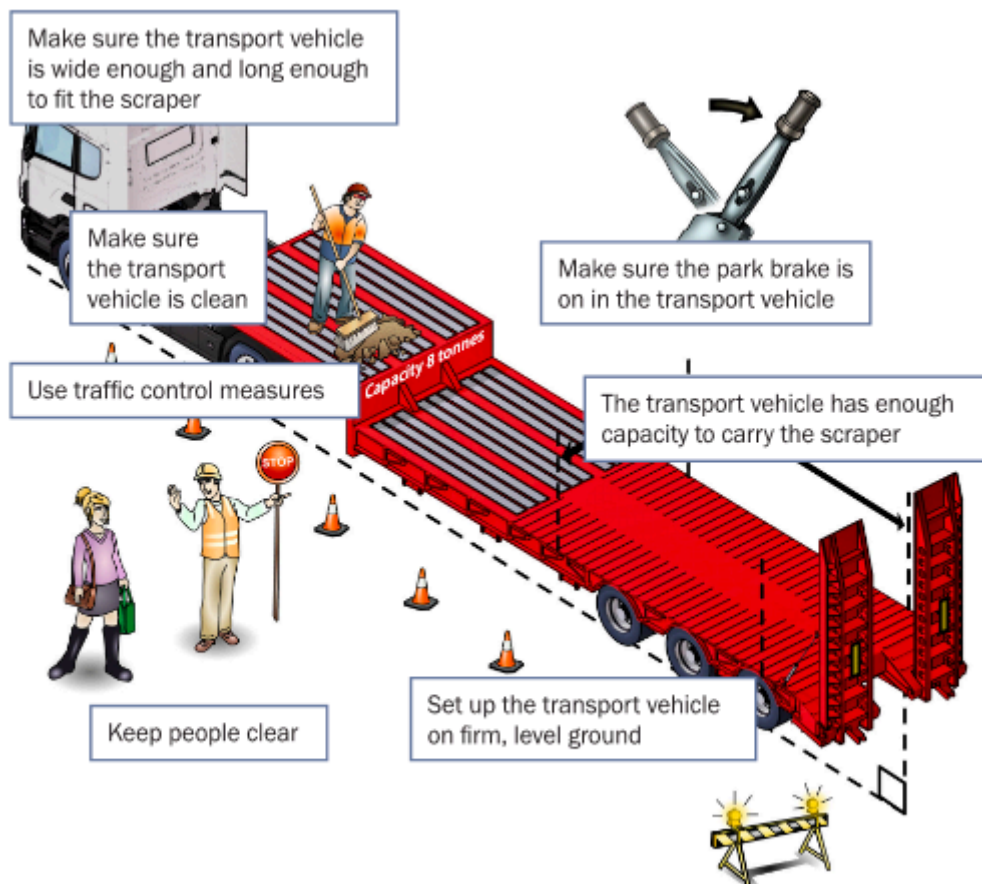 Make sure the transport vehicle
is wide enough and long enough
to fit the scraper
Make sure
the transport
vehicle is clean
Make sure the park brake is
on in the transport vehicle
Capacity 8 tonnes
Use traffic control measures
The transport vehicle has enough
capacity to carry the scraper
STOP
Set up the transport vehicle
on firm, level ground
Keep people clear